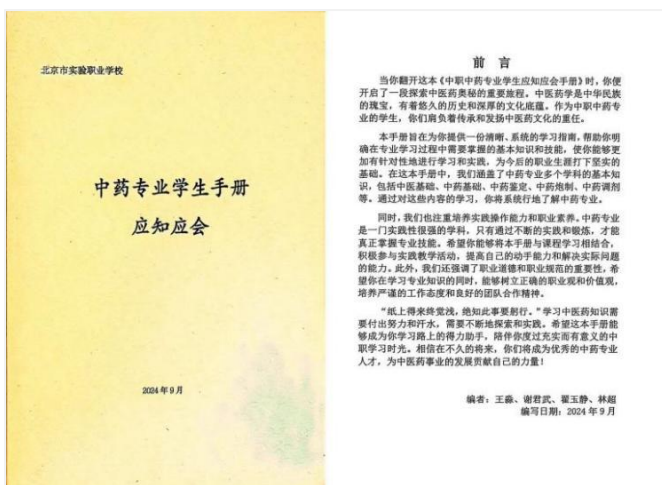 北京市实验职业学校
中药专业学生手册
应知应会
2024年9月
前 言
当你翻开这本《中职中药专业学生应知应会手册》时，你便
开启了一段探索中医药奥秘的重要旅程。中医药学是中华民族
的瑰宝，有着悠久的历史和深厚的文化底蕴。作为中职中药专
业的学生，你们肩负着传承和发扬中医药文化的重任。
本手册旨在为你提供一份清晰、系统的学习指南，帮助你明
确在专业学习过程中需要掌握的基本知识和技能，使你能够更
加有针对性地进行学习和实践，为今后的职业生涯打下坚实的
基础。在这本手册中，我们涵盖了中药专业多个学科的基本知
识，包括中医基础、中药基础、中药鉴定、中药炮制、中药调剂
等。通过对这些内容的学习，你将系统行地了解中药专业。
同时，我们也注重培养实践操作能力和职业素养。中药专业
是一门实践性很强的学科，只有通过不断的实践和锻炼，才能
真正掌握专业技能。希望你能够将本手册与课程学习相结合，
积极参与实践教学活动，提高自己的动手能力和解决实际问题
的能力。此外，我们还强调了职业道德和职业规范的重要性，希
望你在学习专业知识的同时，能够树立正确的职业观和价值观，
培养严谨的工作态度和良好的团队合作精神。
“纸上得来终觉浅，绝知此事要躬行。”学习中医药知识需
要付出努力和汗水，需要不断地探索和实践。希望这本手册能
够成为你学习路上的得力助手，陪伴你度过充实而有意义的中
职学习时光。相信在不久的将来，你们将成为优秀的中药专业
人才，为中医药事业的发展贡献自己的力量！
编者：王淼、谢君武、翟玉静、林超
编写日期：2024年9月